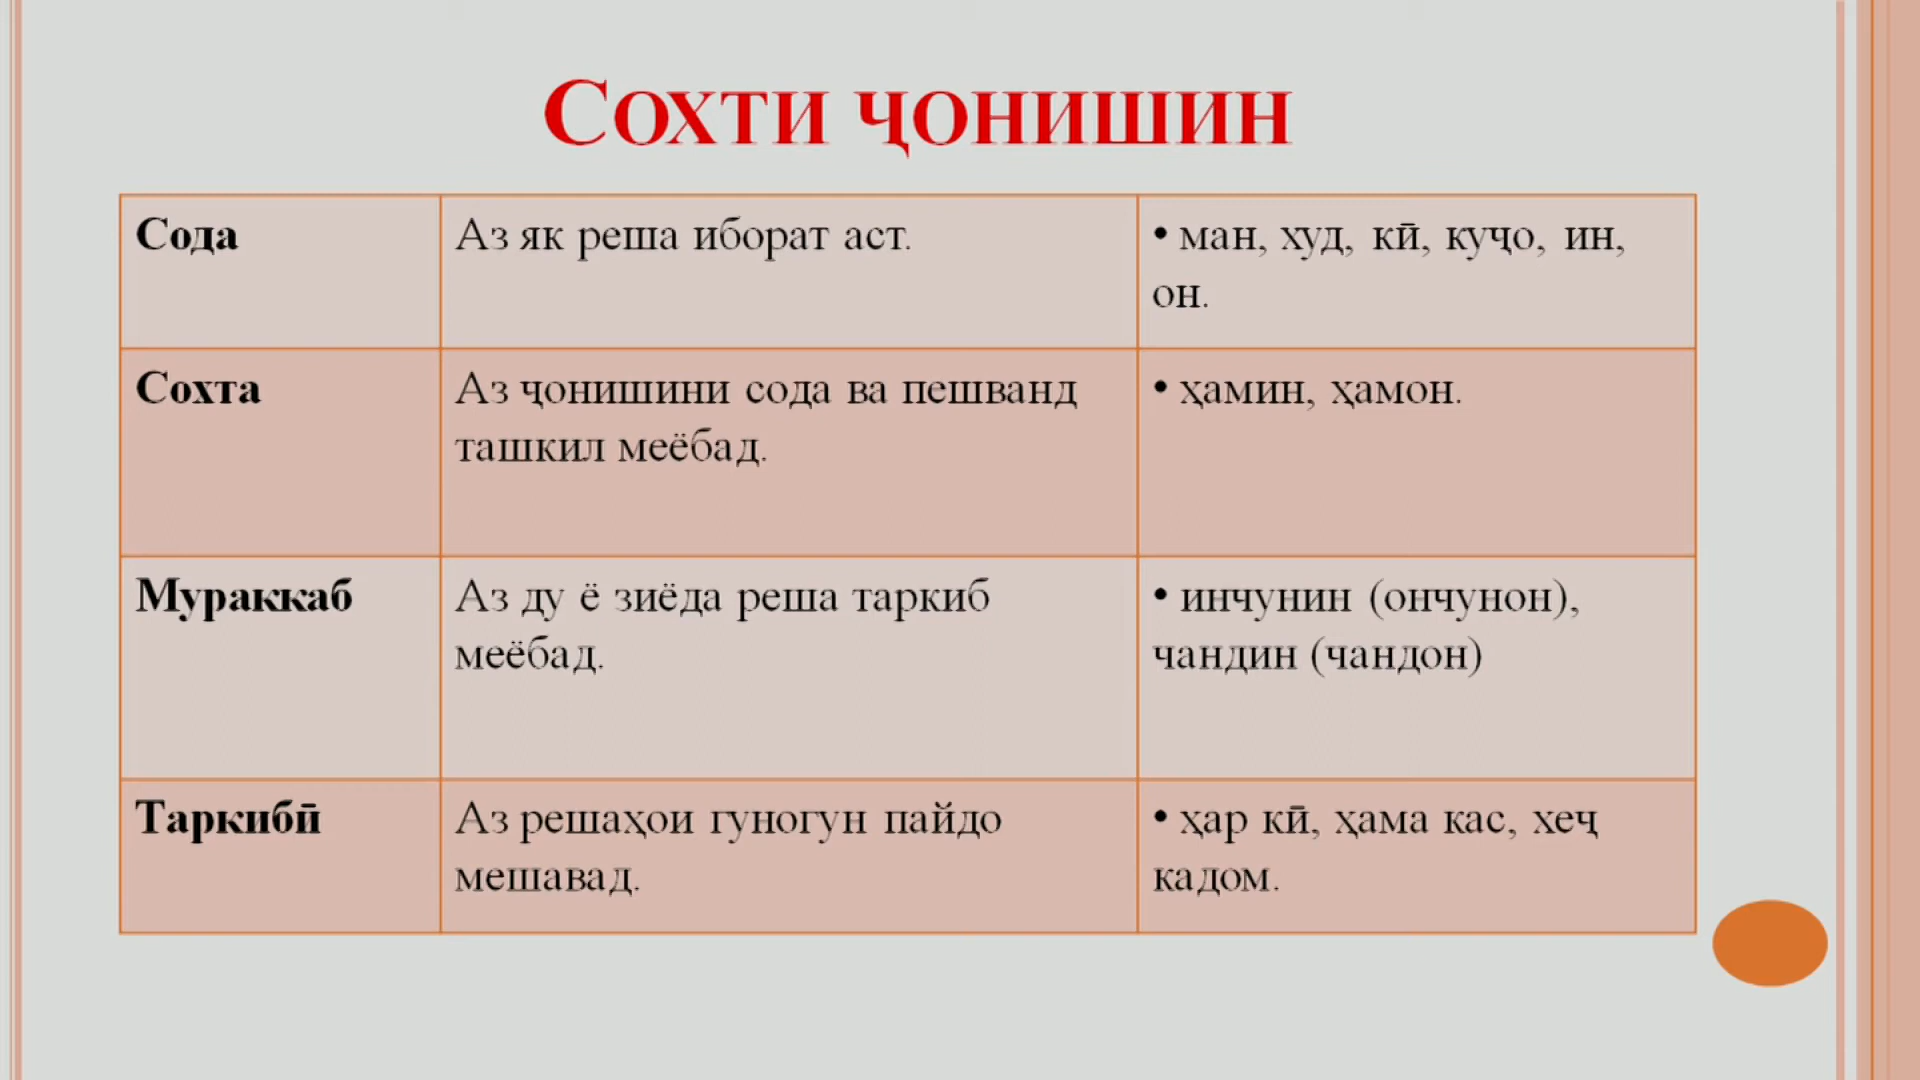 Сохти ҷонишин
Сода
Аз як реша иборат аст.
• ман, худ, кӣ, куҷо, ин,
он.
Сохта
Аз ҷонишини сода ва пешванд
ташкил меёбад.
• ҳамин, ҳамон.
Мураккаб
Аз ду ё зиёда реша таркиб
меёбад.
• инчунин (ончунон),
чандин (чандон)
Таркибӣ
Аз решаҳои гуногун пайдо
мешавад.
• ҳар кӣ, ҳама кас, хеҷ
кадом.